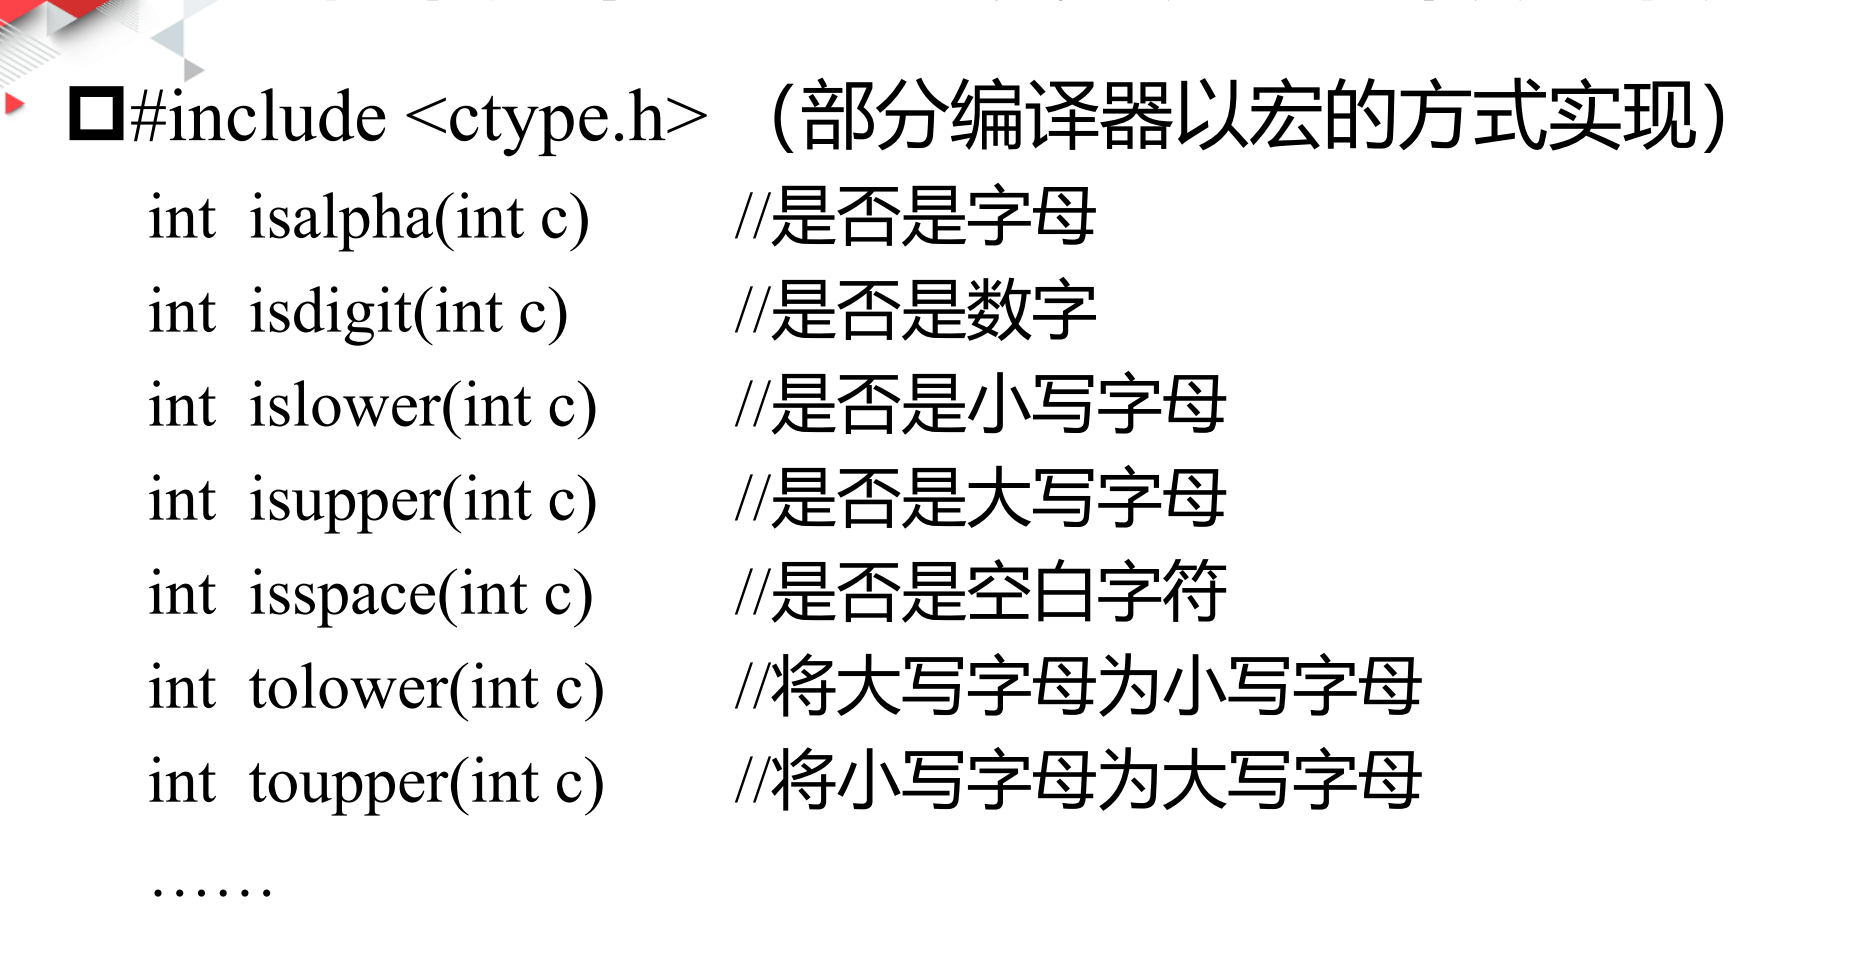 #include <ctype.h> （部分编译器以宏的方式实现）
int isalpha(int c) //是否是字母
int isdigit(int c) //是否是数字
int islower(int c) //是否是小写字母
int isupper(int c) //是否是大写字母
int isspace(int c) //是否是空白字符
int tolower(int c) //将大写字母为小写字母
int toupper(int c) //将小写字母为大写字母
……